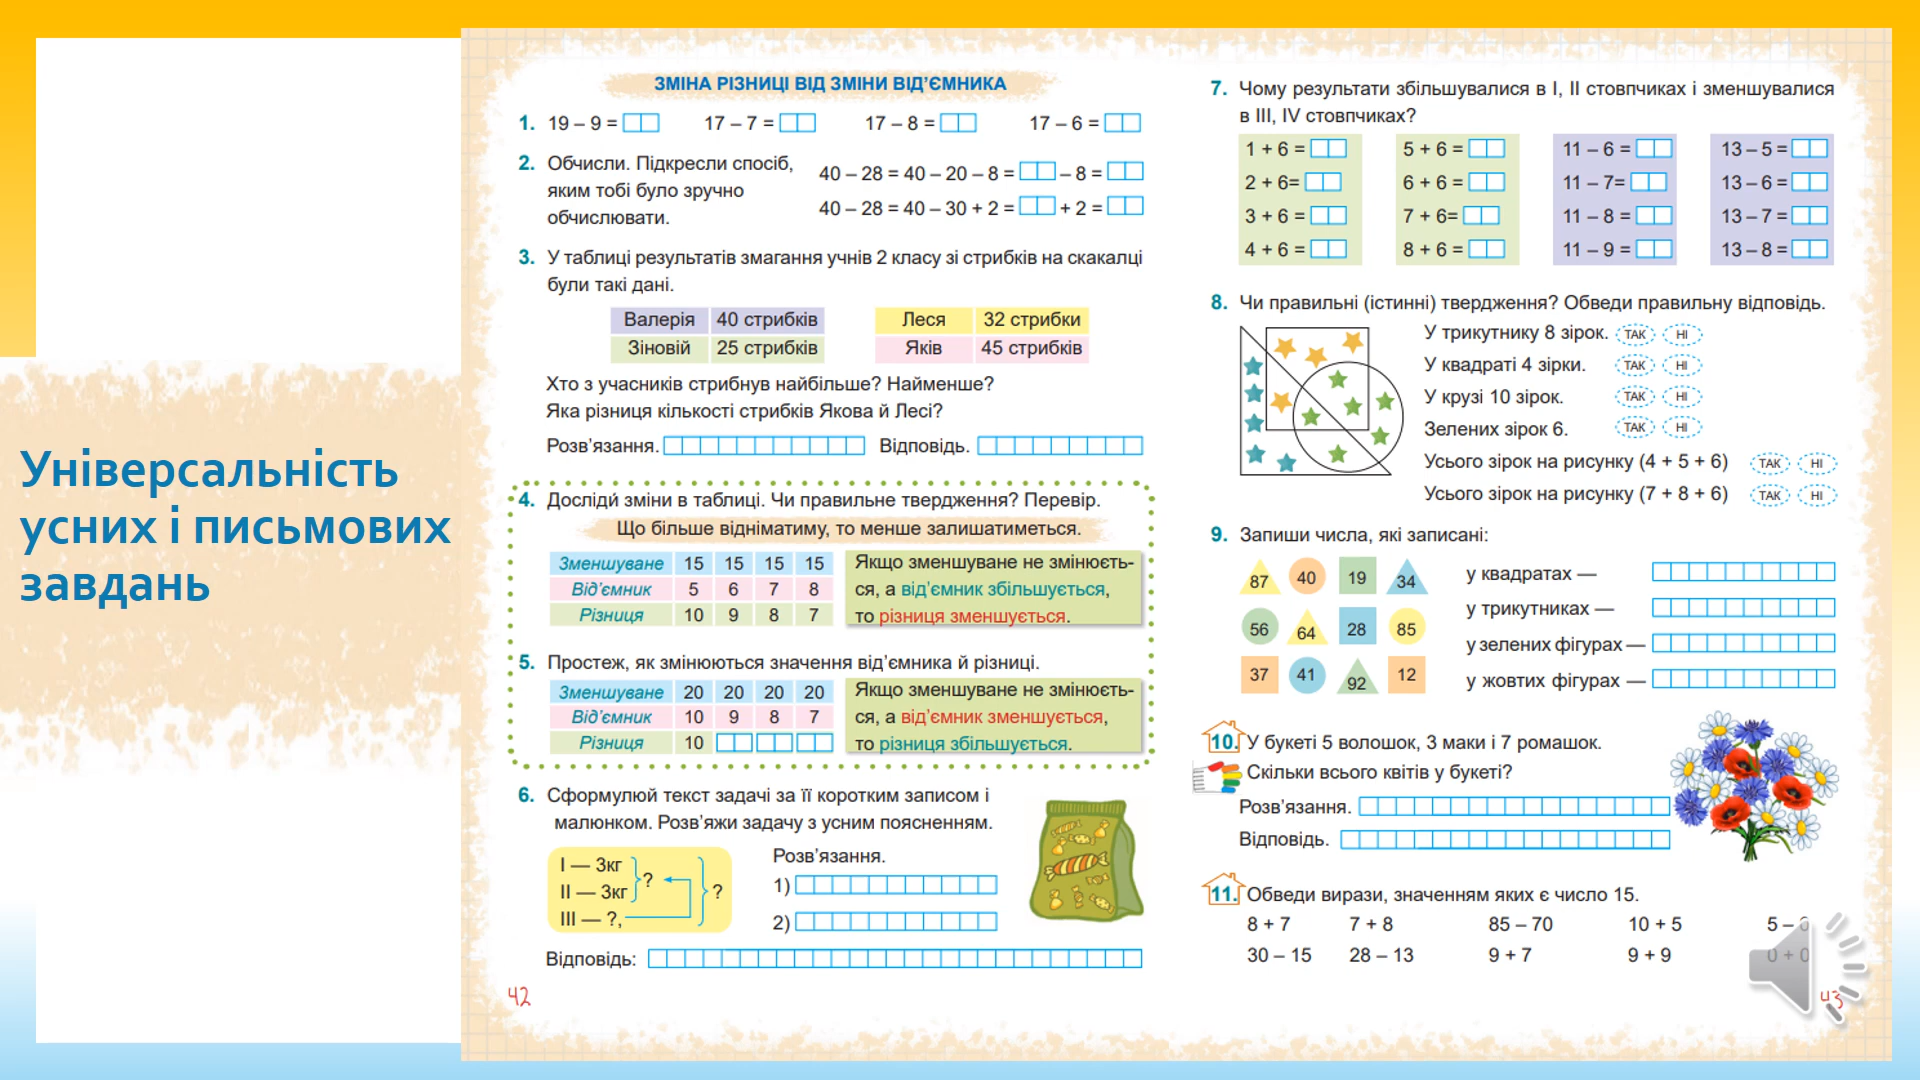 Універсальність
усних і письмових
завдань
ЗМІНА РІЗНИЦІ ВІД ЗМІНИ ВІД’ЄМНИКА
1. 19 – 9 = 17 – 7 = 17 – 8 = 17 – 6 =
2. Обчисли. Підкресли спосіб,
яким тобі було зручно
обчислювати.
40 – 28 = 40 – 20 – 8 = – 8 =
40 – 28 = 40 – 30 + 2 = + 2 =
3. У таблиці результатів змагання учнів 2 класу зі стрибків на скакалці
були такі дані.
Валерія 40 стрибків Леся 32 стрибки
Зіновій 25 стрибків Яків 45 стрибків
Хто з учасників стрибнув найбільше? Найменше?
Яка різниця кількості стрибків Якова й Лесі?
Розв’язання. Відповідь.
4. Досліди зміни в таблиці. Чи правильне твердження? Перевір.
Що більше відніматиму, то менше залишатиметься.
Зменшуване 15 15 15 15
Від’ємник 5 6 7 8
Різниця 10 9 8 7
Якщо зменшуване не змінюєть-
ся, а від’ємник збільшується,
то різниця зменшується.
5. Простеж, як змінюються значення від’ємника й різниці.
Зменшуване 20 20 20 20
Від’ємник 10 9 8 7
Різниця 10
Якщо зменшуване не змінюєть-
ся, а від’ємник зменшується,
то різниця збільшується.
6. Сформулюй текст задачі за її коротким записом і
малюнком. Розв’яжи задачу з усним поясненням.
І — 3кг
ІІ — 3кг ? ?
ІІІ — ?,
Розв’язання.
1)
2)
Відповідь:
42
7. Чому результати збільшувалися в І, ІІ стовпчиках і зменшувалися
в ІІІ, IV стовпчиках?
1 + 6 = 5 + 6 = 11 – 6 = 13 – 5 =
2 + 6= 6 + 6 = 11 – 7= 13 – 6 =
3 + 6 = 7 + 6= 11 – 8 = 13 – 7 =
4 + 6 = 8 + 6 = 11 – 9 = 13 – 8 =
8. Чи правильні (істинні) твердження? Обведи правильну відповідь.
У трикутнику 8 зірок. ТАК НІ
У квадраті 4 зірки. ТАК НІ
У крузі 10 зірок. ТАК НІ
Зелених зірок 6. ТАК НІ
Усього зірок на рисунку (4 + 5 + 6) ТАК НІ
Усього зірок на рисунку (7 + 8 + 6) ТАК НІ
9. Запиши числа, які записані:
87 40 19 34
56 64 28 85
37 41 92 12
у квадратах —
у трикутниках —
у зелених фігурах —
у жовтих фігурах —
10. У букеті 5 волошок, 3 маки і 7 ромашок.
Скільки всього квітів у букеті?
Розв’язання.
Відповідь.
11. Обведи вирази, значенням яких є число 15.
8 + 7 7 + 8 85 – 70 10 + 5 5 –
30 – 15 28 – 13 9 + 7 9 + 9 0 + 0
43